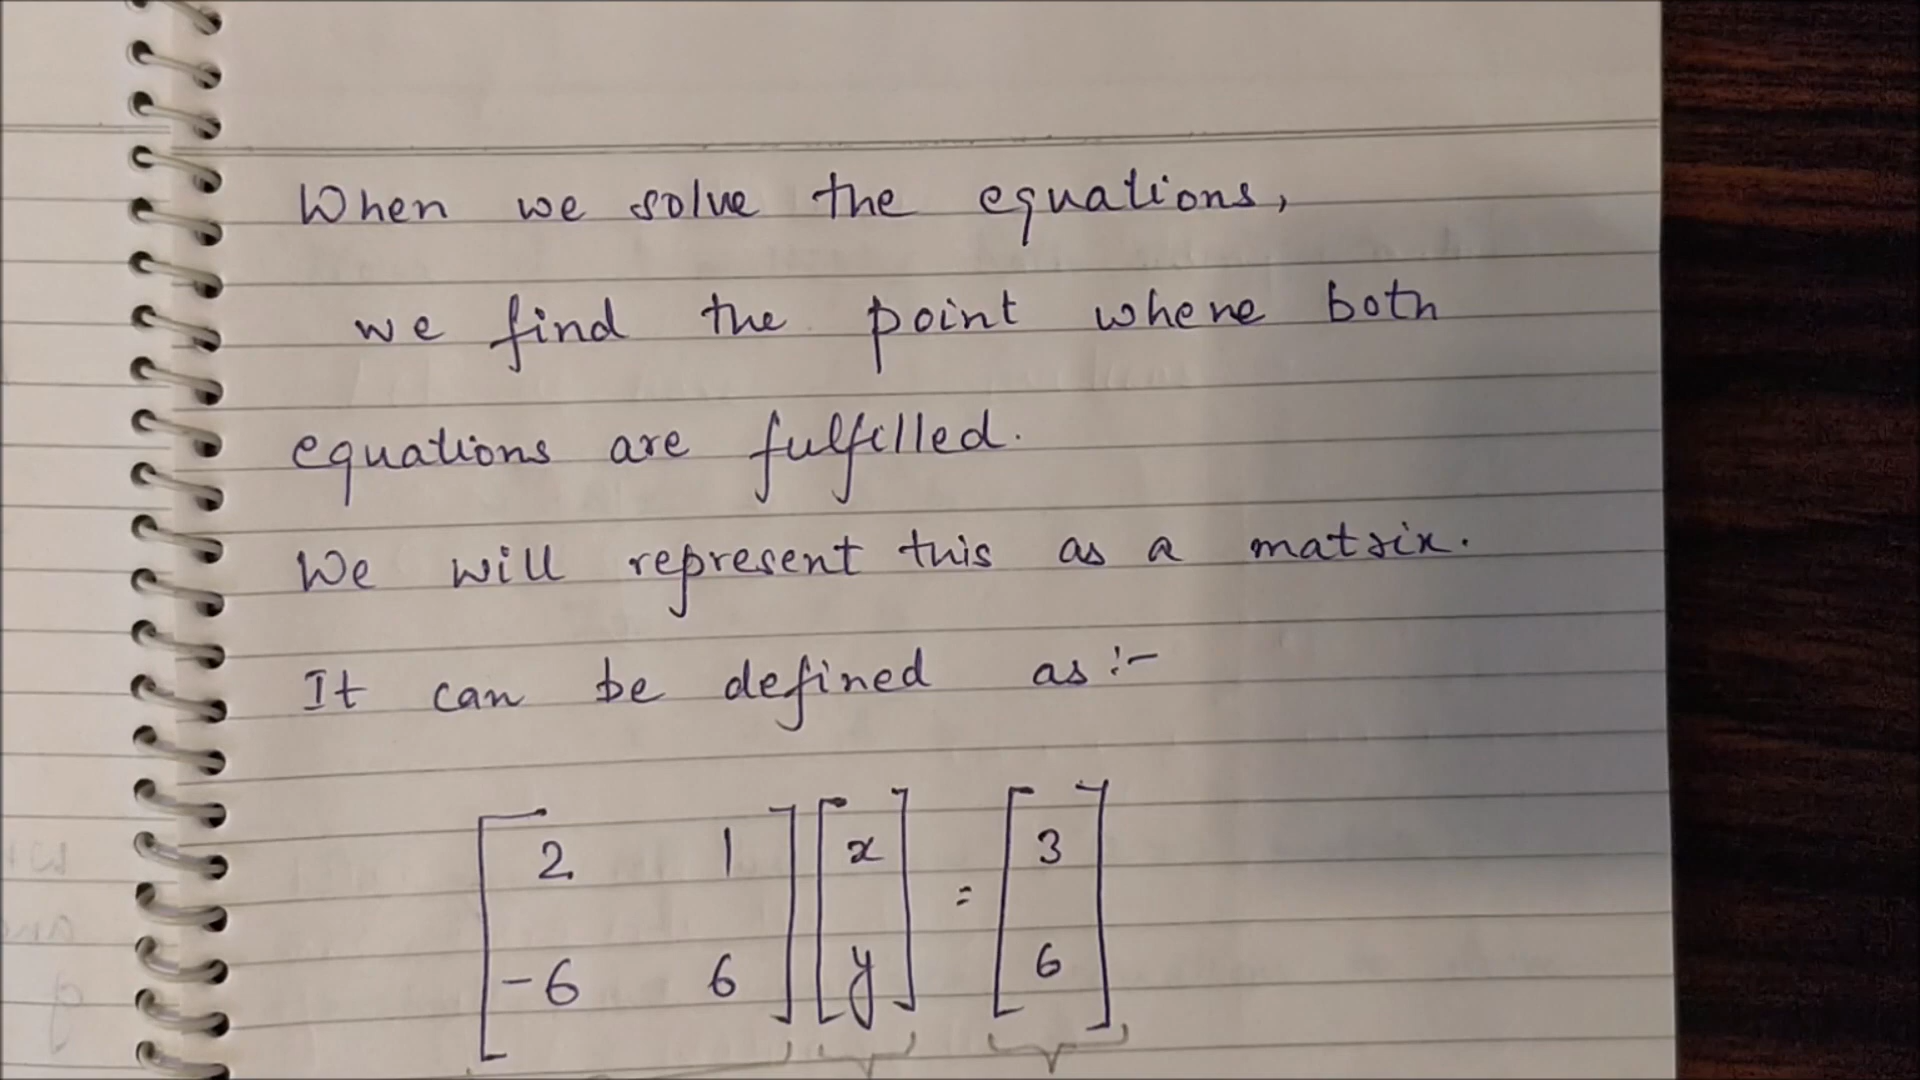 When we solve the equations,
we find the point where both
equations are fulfilled.
We will represent this as a matrix.
It can be defined as :-
[ 2 1 ] [ x ] = [ 3 ]
[ -6 6 ] [ y ] [ 6 ]